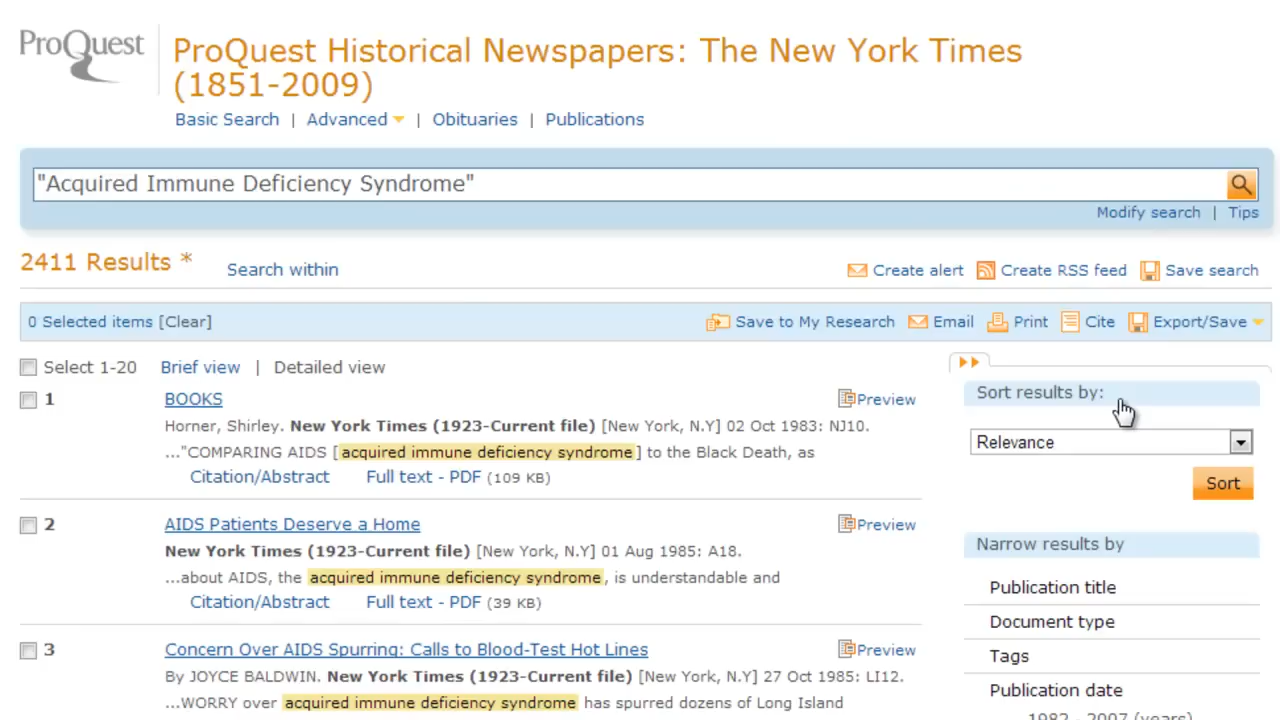 ProQuest
ProQuest Historical Newspapers: The New York Times
(1851-2009)
Basic Search | Advanced | Obituaries | Publications
"Acquired Immune Deficiency Syndrome"
Modify search | Tips
2411 Results *
Search within
Create alert Create RSS feed Save search
0 Selected items [Clear]
Save to My Research Email Print Cite Export/Save
Select 1-20 Brief view | Detailed view
1 BOOKS
Preview
Horner, Shirley. New York Times (1923-Current file) [New York, N.Y] 02 Oct 1983: NJ10.
..."COMPARING AIDS [acquired immune deficiency syndrome] to the Black Death, as
Citation/Abstract Full text - PDF (109 KB)
2 AIDS Patients Deserve a Home
Preview
New York Times (1923-Current file) [New York, N.Y] 01 Aug 1985: A18.
...about AIDS, the acquired immune deficiency syndrome, is understandable and
Citation/Abstract Full text - PDF (39 KB)
3 Concern Over AIDS Spurring: Calls to Blood-Test Hot Lines
Preview
By JOYCE BALDWIN. New York Times (1923-Current file) [New York, N.Y] 27 Oct 1985: LI12.
...WORRY over acquired immune deficiency syndrome has spurred dozens of Long Island
Sort results by:
Relevance
Sort
Narrow results by
Publication title
Document type
Tags
Publication date
1982 - 2007 (years)